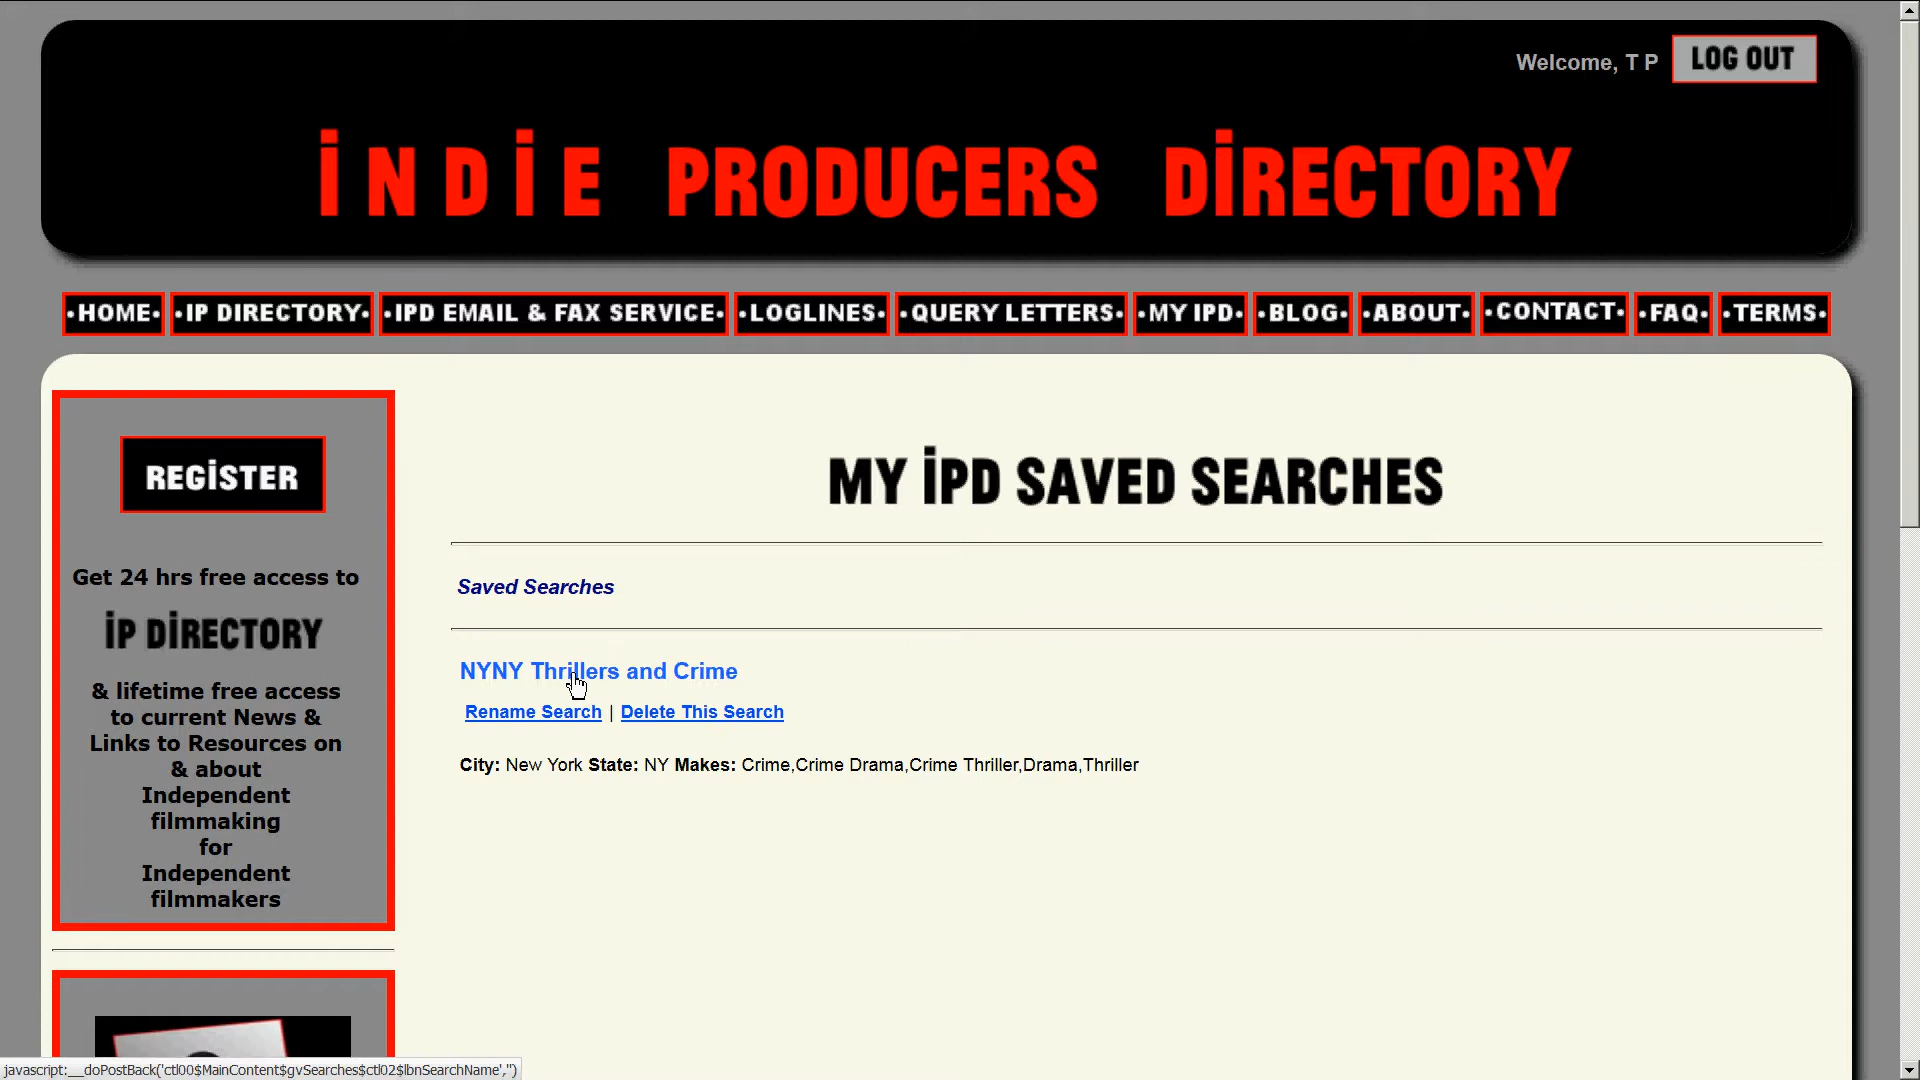 Welcome, T P LOG OUT
INDIE PRODUCERS DIRECTORY
•HOME• •IP DIRECTORY• •IPD EMAIL & FAX SERVICE• •LOGLINES• •QUERY LETTERS• •MY IPD• •BLOG• •ABOUT• •CONTACT• •FAQ• •TERMS•
REGISTER
Get 24 hrs free access to
IP DIRECTORY
& lifetime free access
to current News &
Links to Resources on
& about
Independent
filmmaking
for
Independent
filmmakers
MY IPD SAVED SEARCHES
Saved Searches
NYNY Thrillers and Crime
Rename Search | Delete This Search
City: New York State: NY Makes: Crime,Crime Drama,Crime Thriller,Drama,Thriller
javascript:__doPostBack('ctl00$MainContent$gvSearches$ctl02$lbnSearchName','')